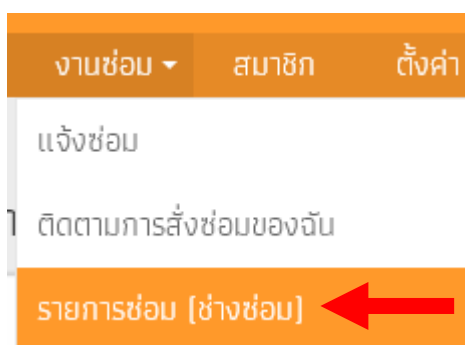 งานซ่อม สมาชิก ตั้งค่า
แจ้งซ่อม
ติดตามการสั่งซ่อมของฉัน
รายการซ่อม (ช่างซ่อม)